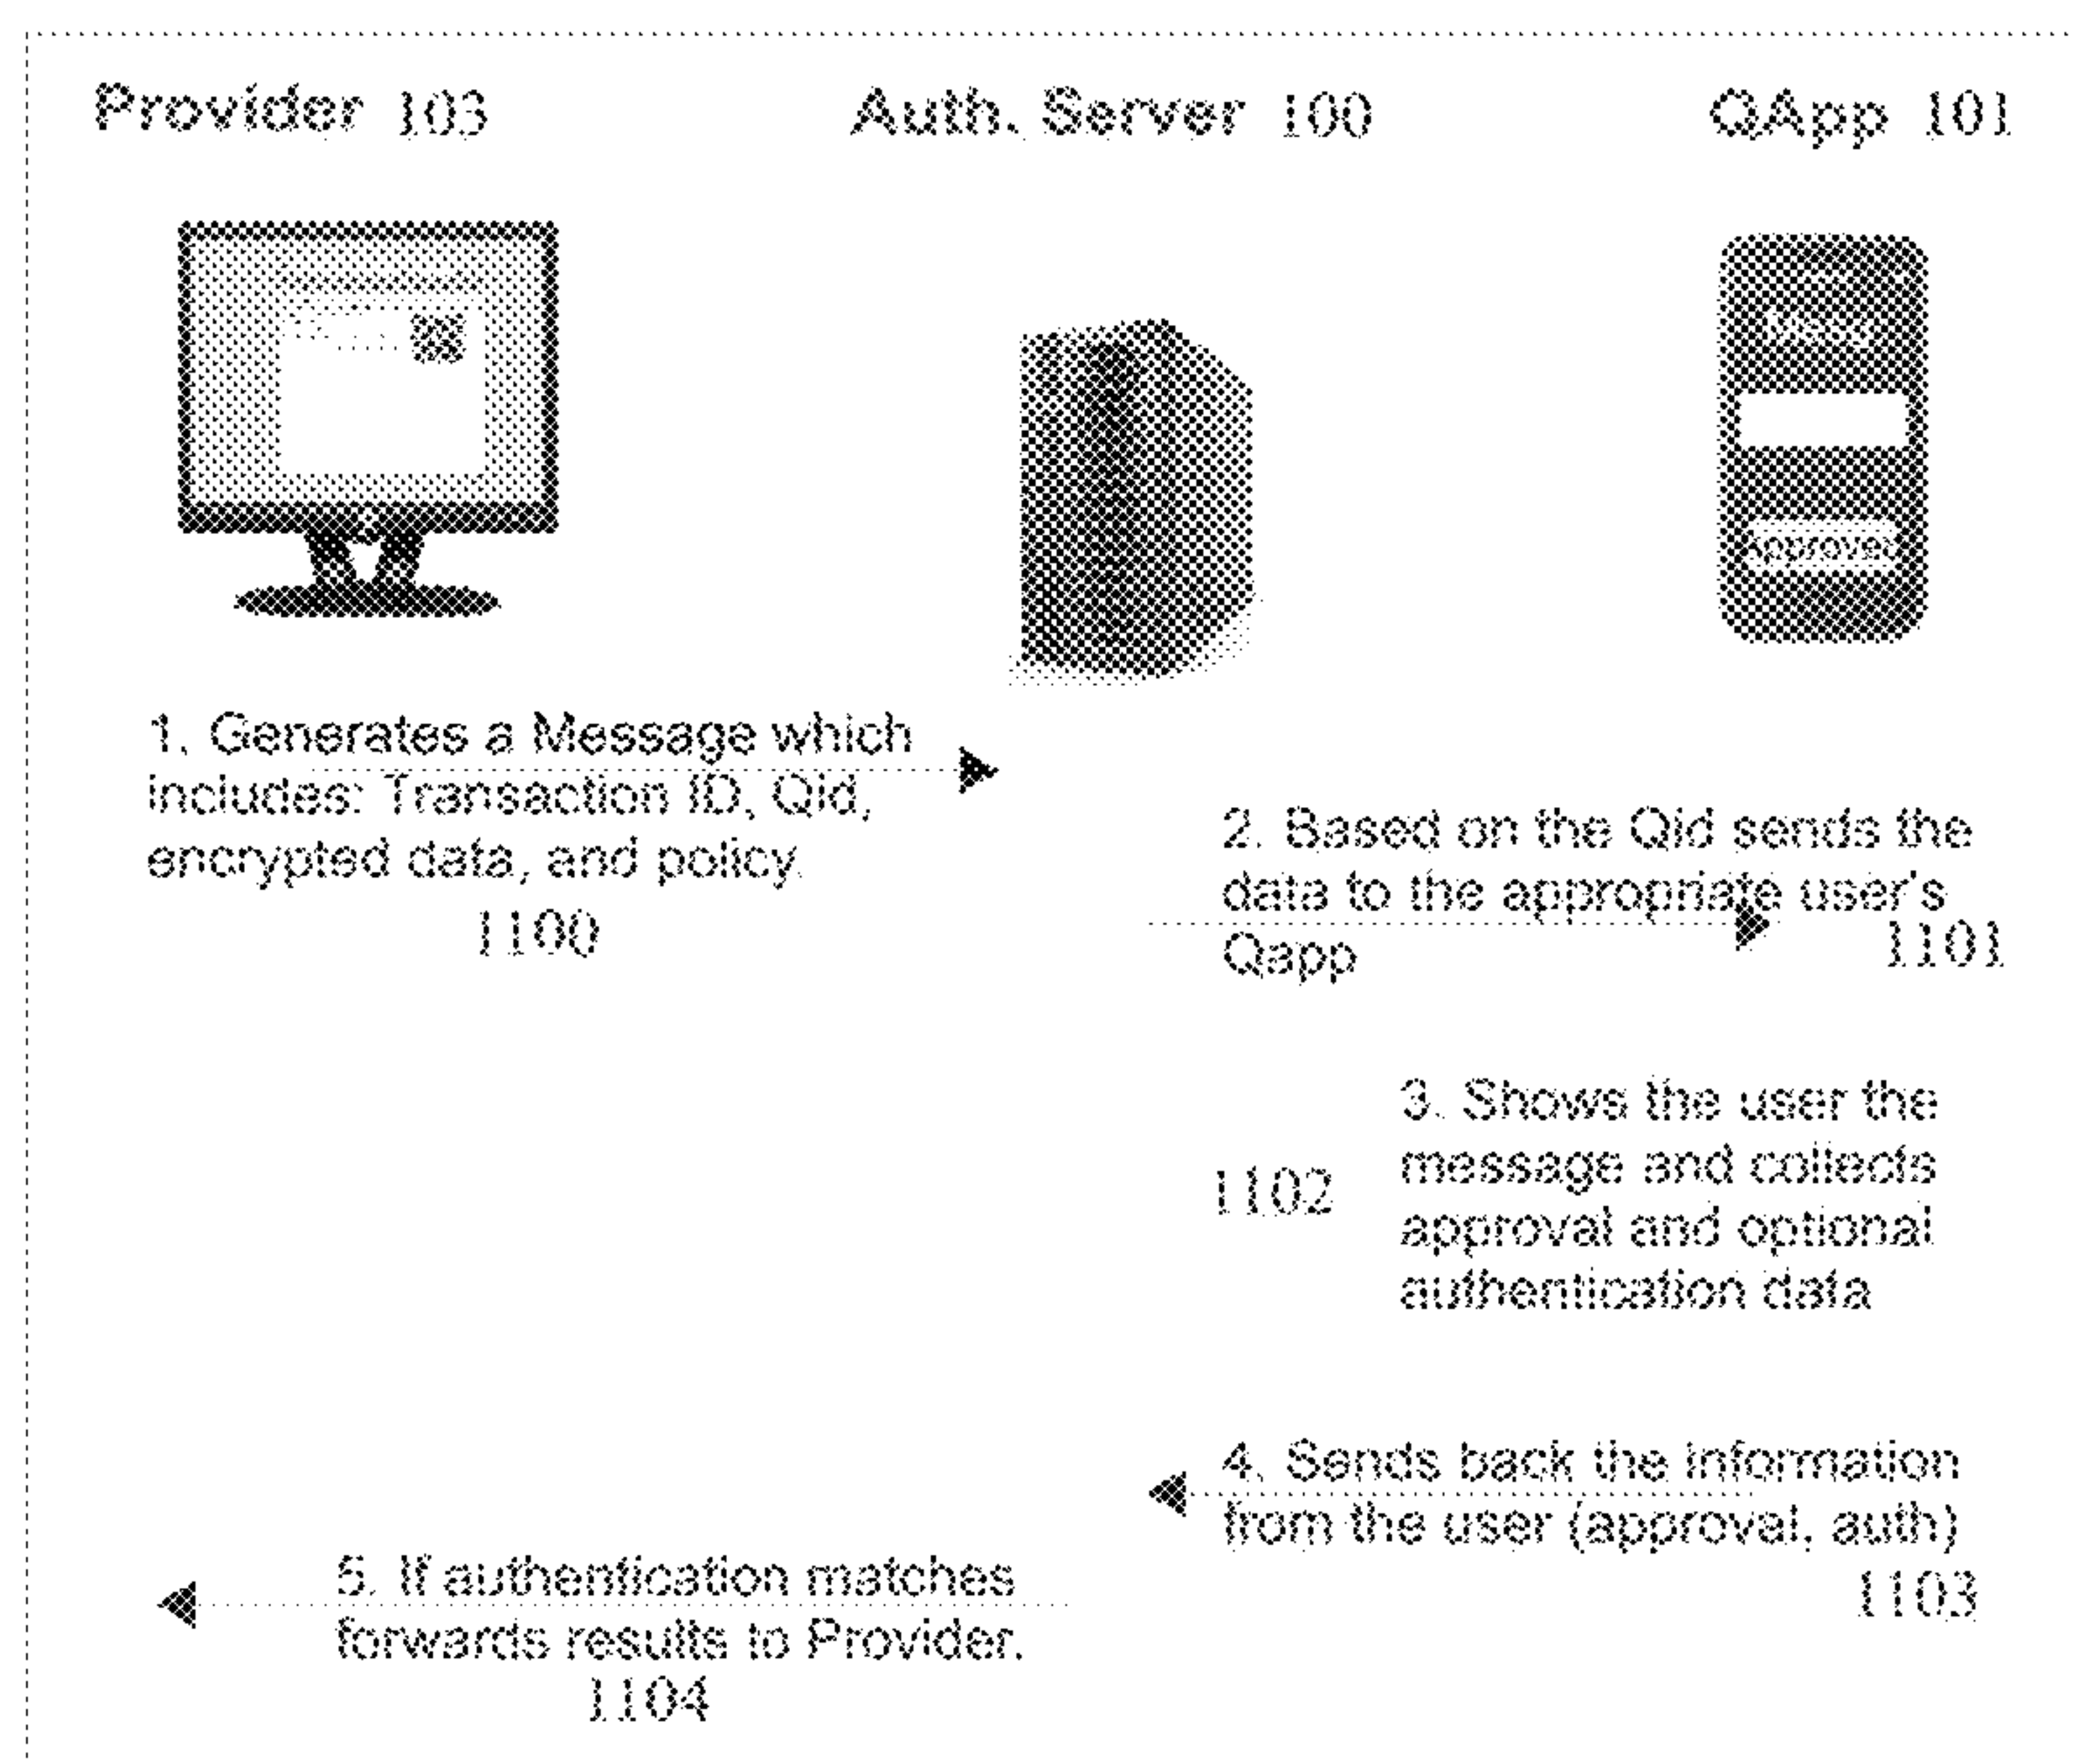 Provider 103
Auth. Server 100
QApp 101
1. Generates a Message which
includes: Transaction ID, Qid,
encrypted data, and policy.
1100
2. Based on the Qid sends the
data to the appropriate user's
Qapp
1101
3. Shows the user the
message and collects
approval and optional
authentication data
1102
4. Sends back the information
from the user (approval, auth)
1103
5. If authentication matches
forwards results to Provider.
1104